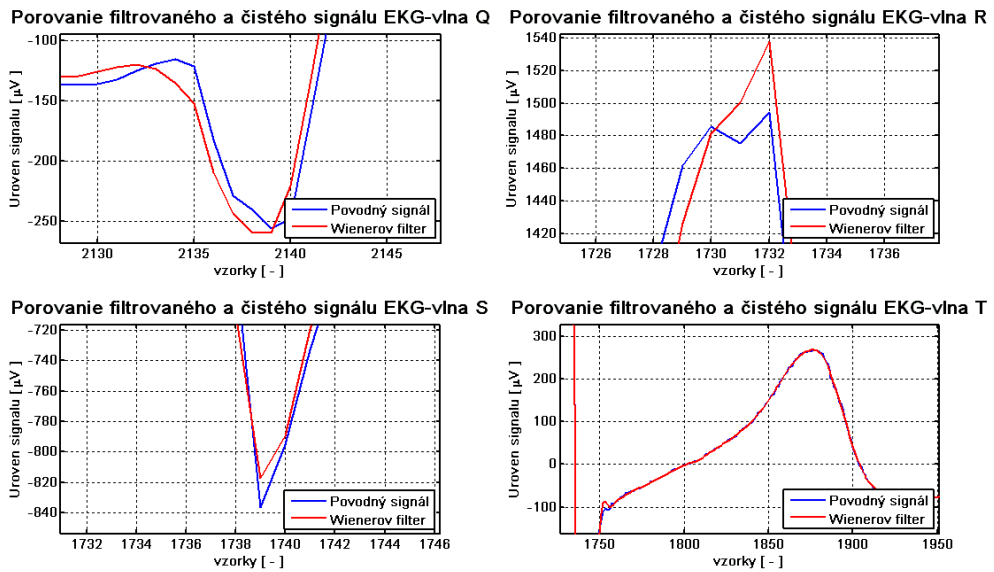 Porovanie filtrovaného a čistého signálu EKG-vlna Q
Uroven signalu [ µV ]
-100
-150
-200
-250
2130
2135
2140
2145
vzorky [ - ]
Povodný signál
Wienerov filter
Porovanie filtrovaného a čistého signálu EKG-vlna R
Uroven signalu [ µV ]
1540
1520
1500
1480
1460
1440
1420
1726
1728
1730
1732
1734
1736
vzorky [ - ]
Povodný signál
Wienerov filter
Porovanie filtrovaného a čistého signálu EKG-vlna S
Uroven signalu [ µV ]
-720
-740
-760
-780
-800
-820
-840
1732
1734
1736
1738
1740
1742
1744
1746
vzorky [ - ]
Povodný signál
Wienerov filter
Porovanie filtrovaného a čistého signálu EKG-vlna T
Uroven signalu [ µV ]
300
200
100
0
-100
1750
1800
1850
1900
1950
vzorky [ - ]
Povodný signál
Wienerov filter